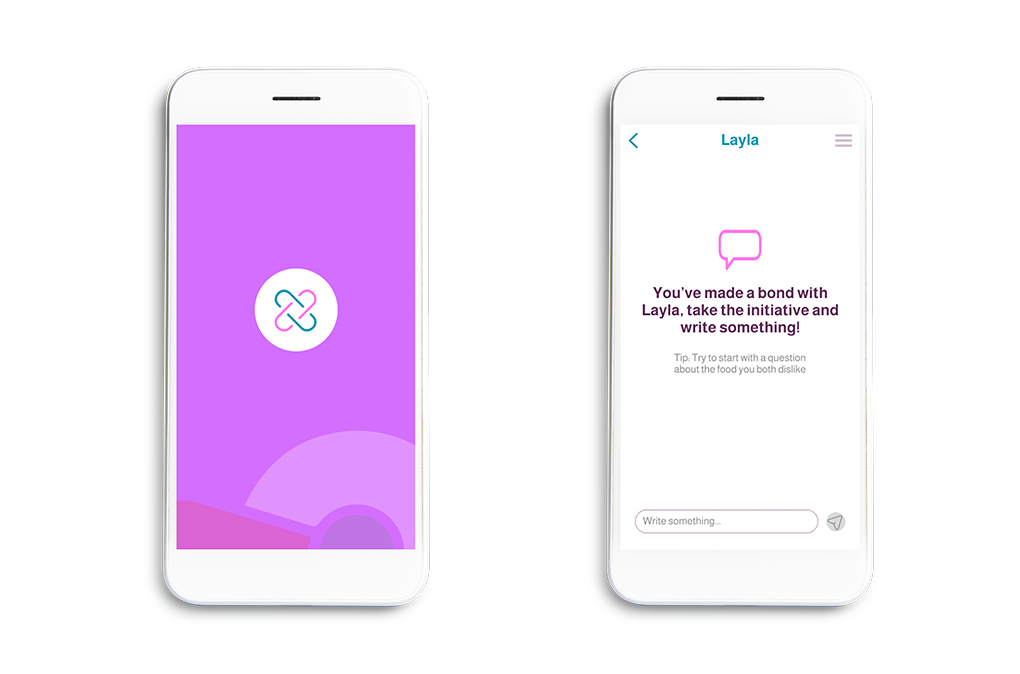 Layla
You’ve made a bond with
Layla, take the initiative and
write something!
Tip: Try to start with a question
about the food you both dislike
Write something...